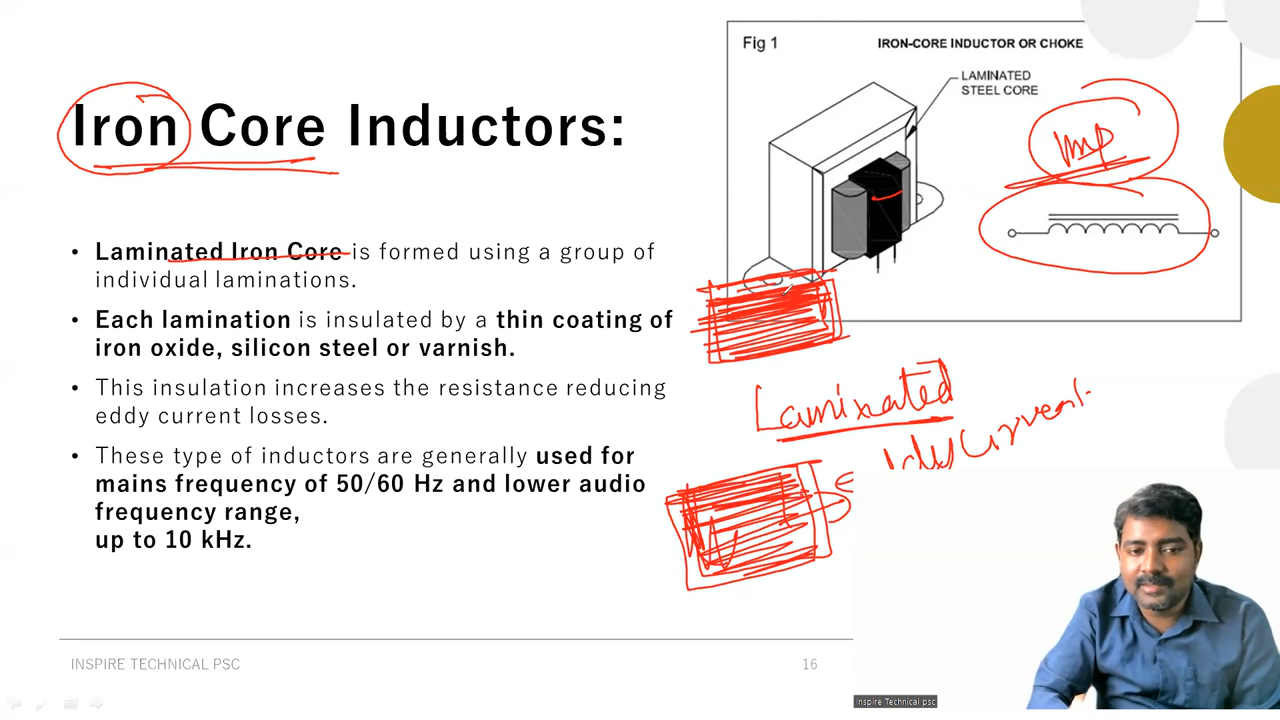 Iron Core Inductors:
• Laminated Iron Core is formed using a group of
individual laminations.
• Each lamination is insulated by a thin coating of
iron oxide, silicon steel or varnish.
• This insulation increases the resistance reducing
eddy current losses.
• These type of inductors are generally used for
mains frequency of 50/60 Hz and lower audio
frequency range,
up to 10 kHz.
Fig 1
IRON-CORE INDUCTOR OR CHOKE
LAMINATED
STEEL CORE
Imp
Laminated
Current
INSPIRE TECHNICAL PSC
16
Inspire Technical psc